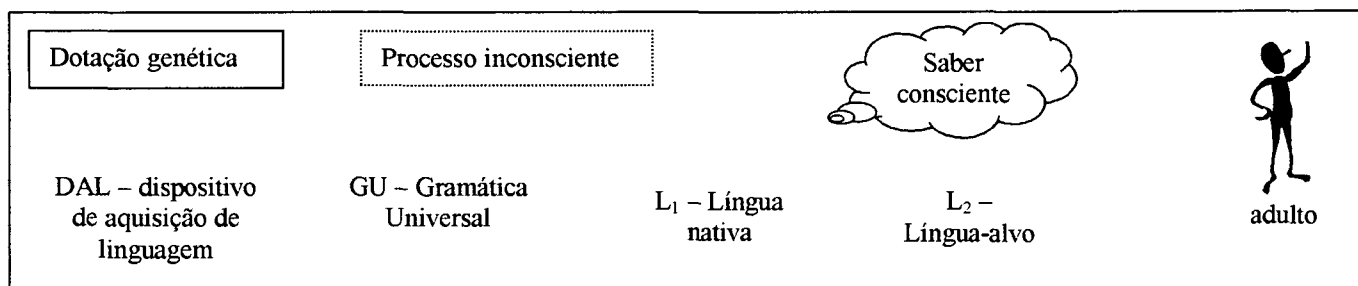 Dotação genética
Processo inconsciente
Saber
consciente
DAL – dispositivo
de aquisição de
linguagem
GU – Gramática
Universal
L₁ – Língua
nativa
L₂ –
Língua-alvo
adulto